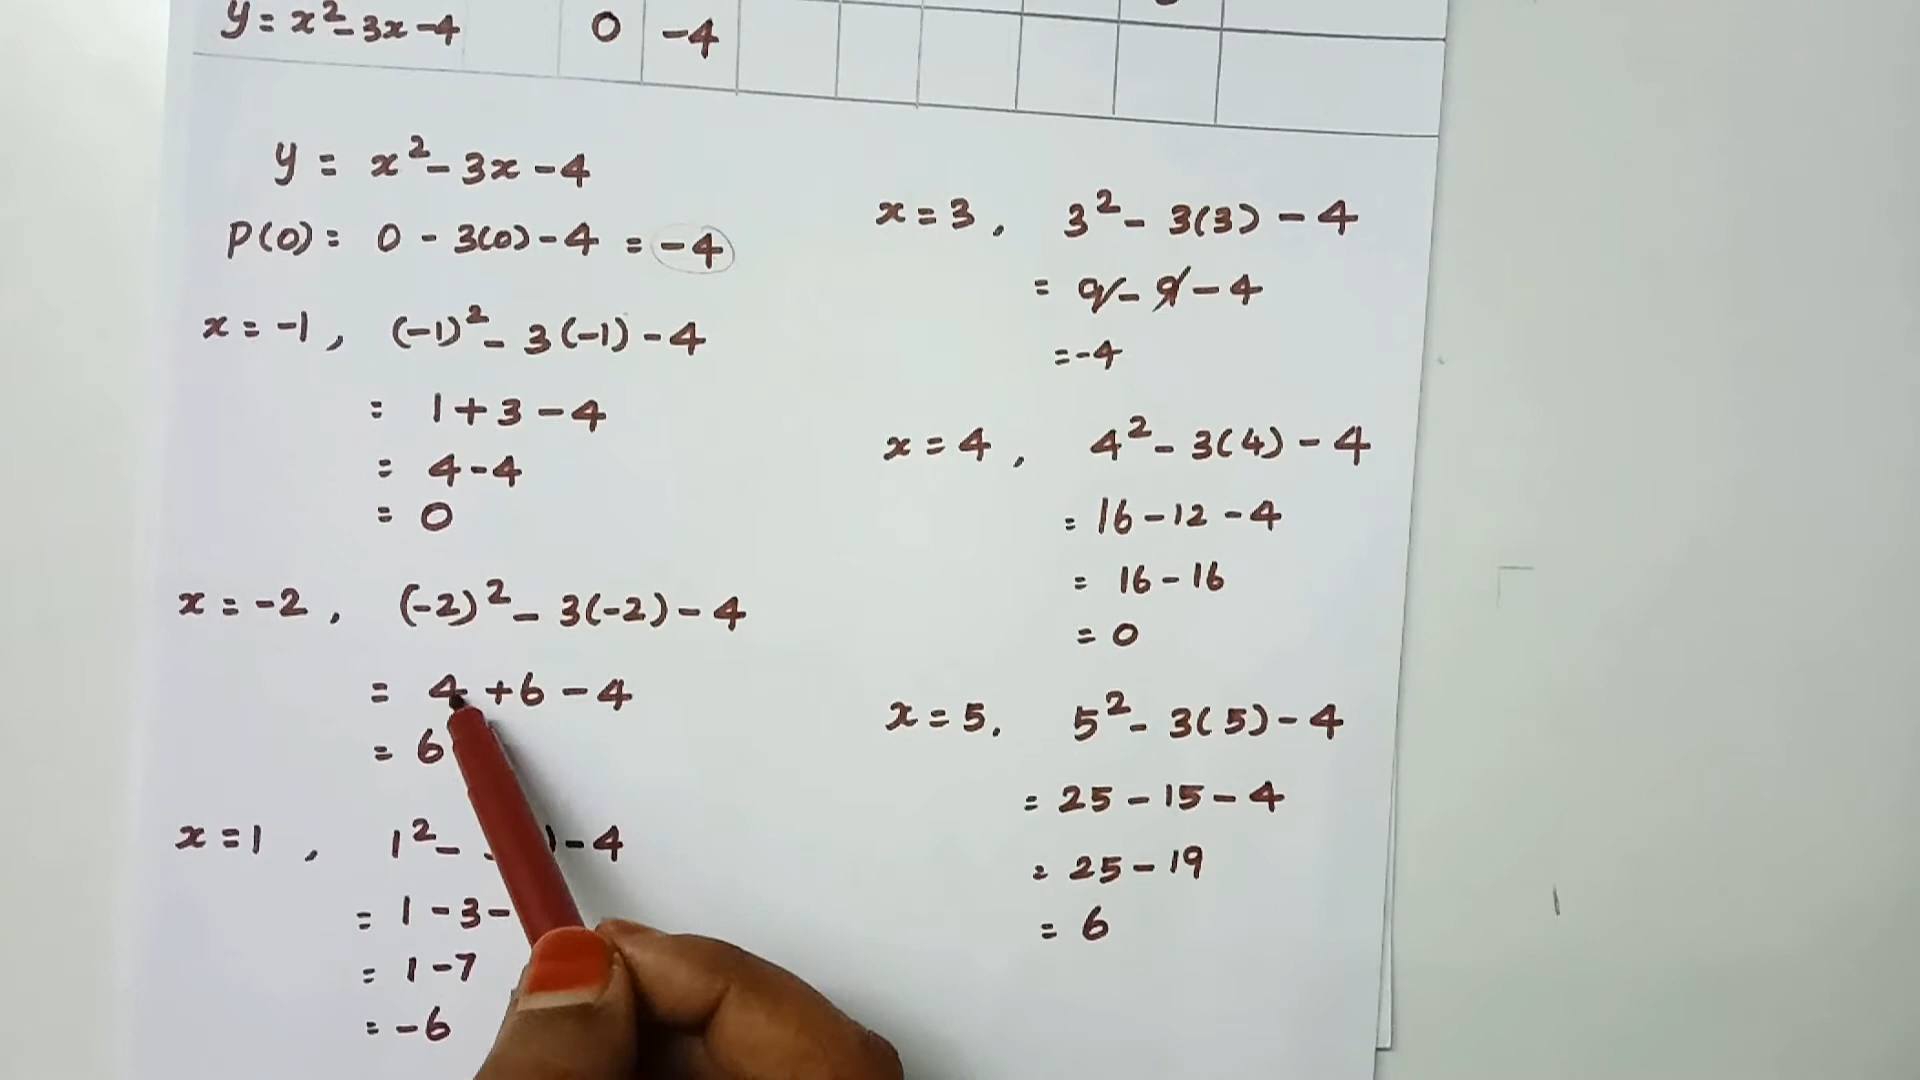 y = x² - 3x - 4 0 -4
y = x² - 3x - 4
P(0) = 0 - 3(0) - 4 = -4
x = -1, (-1)² - 3(-1) - 4
= 1 + 3 - 4
= 4 - 4
= 0
x = -2, (-2)² - 3(-2) - 4
= 4 + 6 - 4
= 6
x = 1, 1² - ) - 4
= 1 - 3 -
= 1 - 7
= -6
x = 3, 3² - 3(3) - 4
= 9 - 9 - 4
= -4
x = 4, 4² - 3(4) - 4
= 16 - 12 - 4
= 16 - 16
= 0
x = 5. 5² - 3(5) - 4
= 25 - 15 - 4
= 25 - 19
= 6